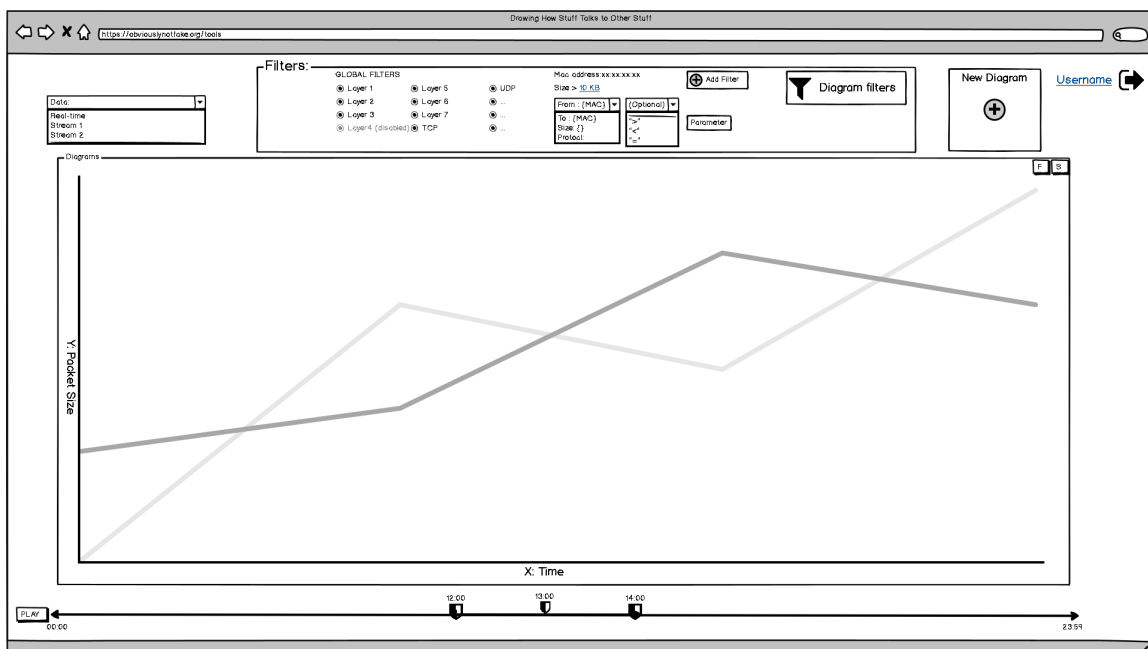 Drawing How Stuff Talks to Other Stuff
https://obviouslynotfake.org/tools
Filters:
GLOBAL FILTERS
Layer 1
Layer 2
Layer 3
Layer4 (disabled)
Layer 5
Layer 6
Layer 7
TCP
UDP
...
...
...
Mac address:xx:xx:xx:xx
Size > 10 KB
From : {MAC}
To : {MAC}
Size: {}
Protoal:
(Optional)
">"
"<"
"="
Add Filter
Parameter
Diagram filters
New Diagram
Username
Data:
Real-time
Stream 1
Stream 2
Diagrams
F
S
Y: Packet Size
X: Time
PLAY
00:00
12:00
13:00
14:00
23:59